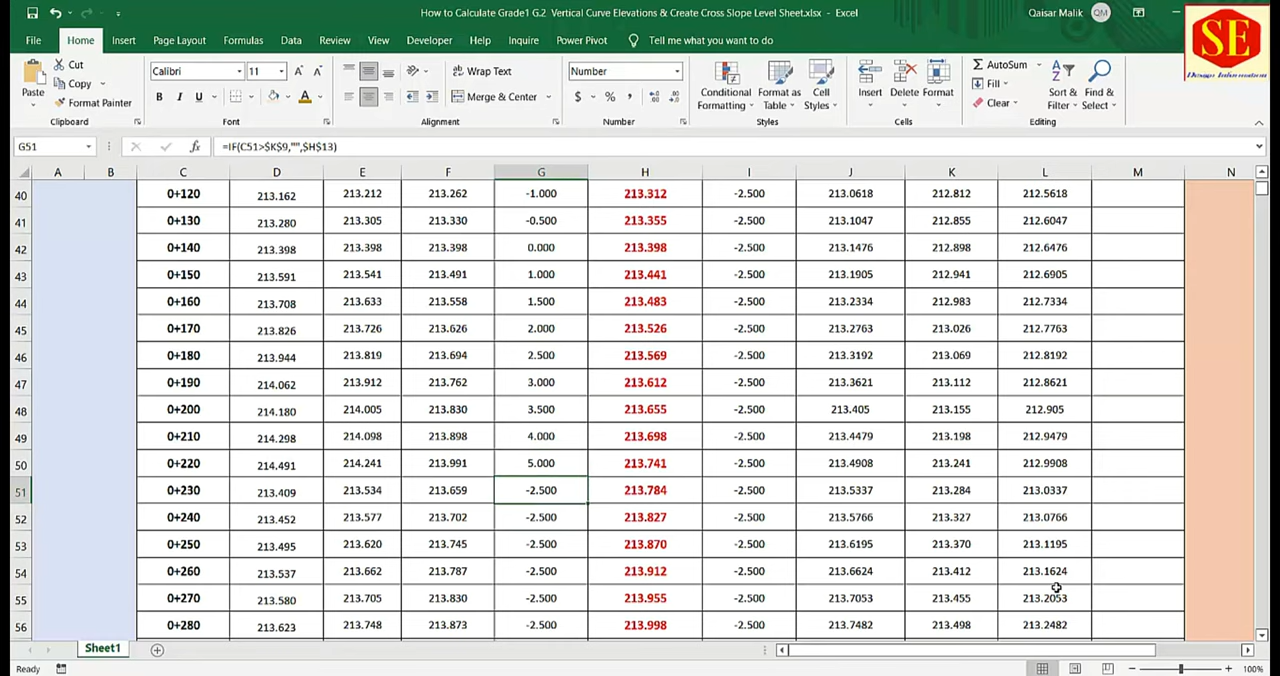 How to Calculate Grade1 G.2 Vertical Curve Elevations & Create Cross Slope Level Sheet.xlsx - Excel
Qaisar Malik QM
SE
Design Information
File Home Insert Page Layout Formulas Data Review View Developer Help Inquire Power Pivot Tell me what you want to do
Paste
Cut
Copy
Format Painter
Clipboard
Calibri 11
B I U
Font
Wrap Text
Merge & Center
Alignment
Number
$ % ,
Number
Conditional Formatting
Format as Table
Cell Styles
Styles
Insert Delete Format
Cells
AutoSum
Fill
Clear
Sort & Filter
Find & Select
Editing
G51 fx =IF(C51>$K$9,"",$H$13)
A B C D E F G H I J K L M N
40 0+120 213.162 213.212 213.262 -1.000 213.312 -2.500 213.0618 212.812 212.5618
41 0+130 213.280 213.305 213.330 -0.500 213.355 -2.500 213.1047 212.855 212.6047
42 0+140 213.398 213.398 213.398 0.000 213.398 -2.500 213.1476 212.898 212.6476
43 0+150 213.591 213.541 213.491 1.000 213.441 -2.500 213.1905 212.941 212.6905
44 0+160 213.708 213.633 213.558 1.500 213.483 -2.500 213.2334 212.983 212.7334
45 0+170 213.826 213.726 213.626 2.000 213.526 -2.500 213.2763 213.026 212.7763
46 0+180 213.944 213.819 213.694 2.500 213.569 -2.500 213.3192 213.069 212.8192
47 0+190 214.062 213.912 213.762 3.000 213.612 -2.500 213.3621 213.112 212.8621
48 0+200 214.180 214.005 213.830 3.500 213.655 -2.500 213.405 213.155 212.905
49 0+210 214.298 214.098 213.898 4.000 213.698 -2.500 213.4479 213.198 212.9479
50 0+220 214.491 214.241 213.991 5.000 213.741 -2.500 213.4908 213.241 212.9908
51 0+230 213.409 213.534 213.659 -2.500 213.784 -2.500 213.5337 213.284 213.0337
52 0+240 213.452 213.577 213.702 -2.500 213.827 -2.500 213.5766 213.327 213.0766
53 0+250 213.495 213.620 213.745 -2.500 213.870 -2.500 213.6195 213.370 213.1195
54 0+260 213.537 213.662 213.787 -2.500 213.912 -2.500 213.6624 213.412 213.1624
55 0+270 213.580 213.705 213.830 -2.500 213.955 -2.500 213.7053 213.455 213.2053
56 0+280 213.623 213.748 213.873 -2.500 213.998 -2.500 213.7482 213.498 213.2482
Sheet1
Ready
100%